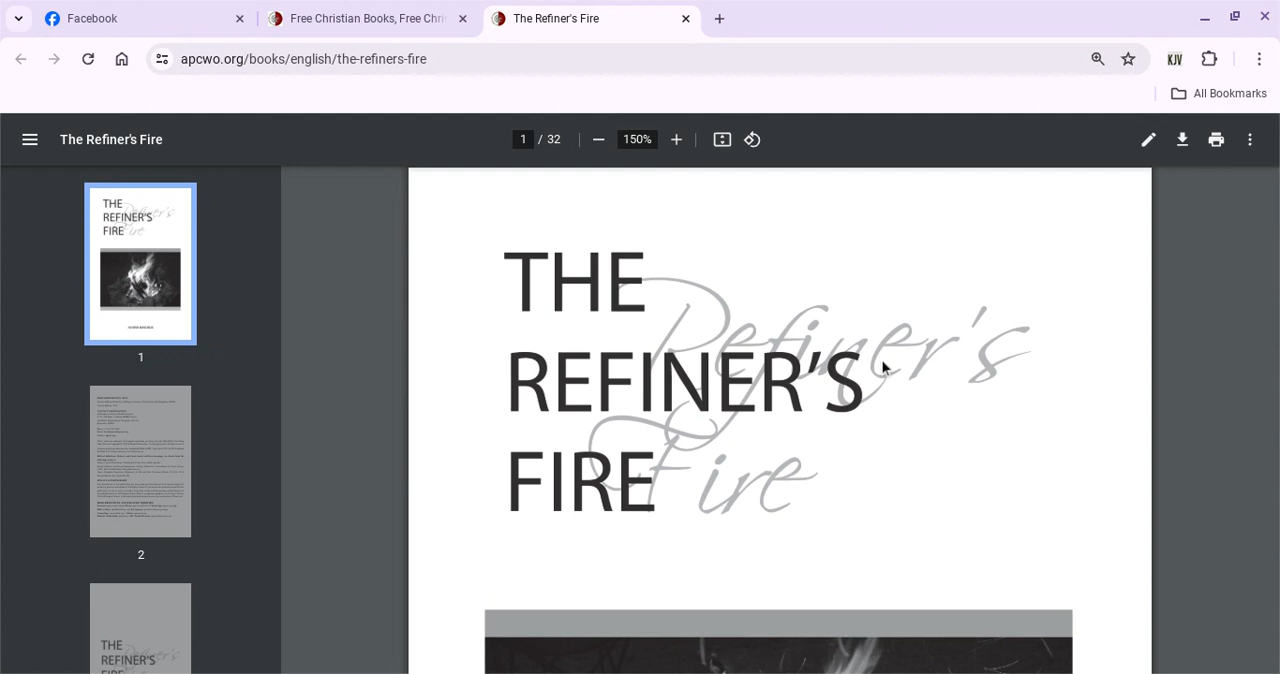 Facebook
Free Christian Books, Free Chri
The Refiner's Fire
apcwo.org/books/english/the-refiners-fire
KJV
All Bookmarks
The Refiner's Fire
1 / 32
150%
THE
REFINER'S
FIRE
1
2
THE
REFINER'S
THE
REFINER'S
FIRE
Refiner's
Fire